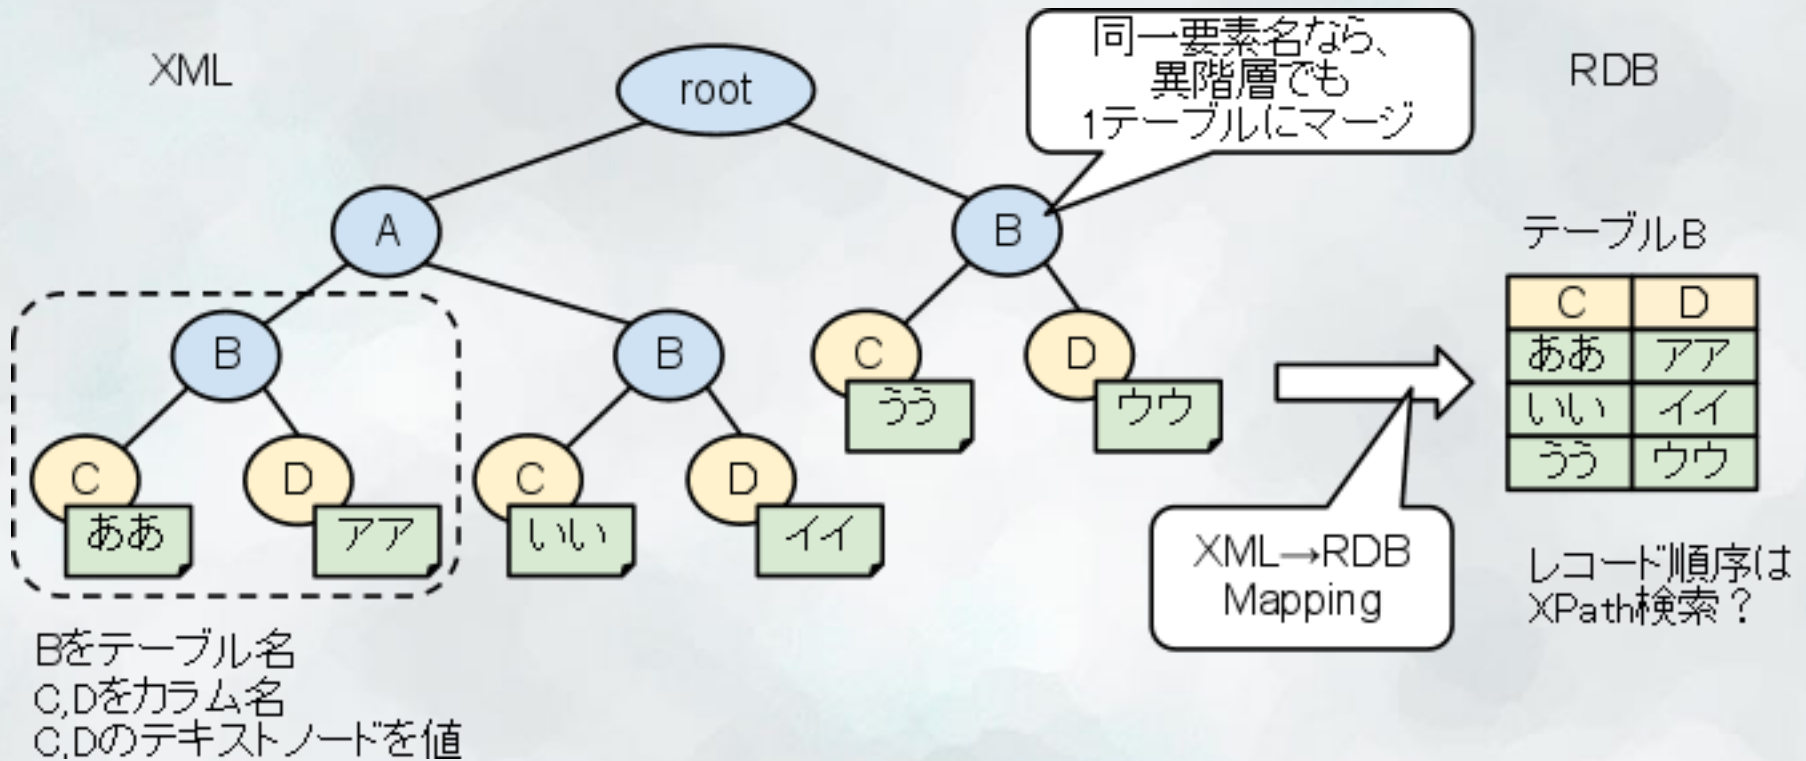 XML
root
同一要素名なら、
異階層でも
1テーブルにマージ
RDB
A
B
テーブルB
B
B
C
D
うう
ウウ
C
D
ああ
アア
いい
イイ
うう
ウウ
C
D
ああ
アア
C
D
いい
イイ
XML→RDB
Mapping
レコード順序は
XPath検索？
Bをテーブル名
C,Dをカラム名
C,Dのテキストノードを値